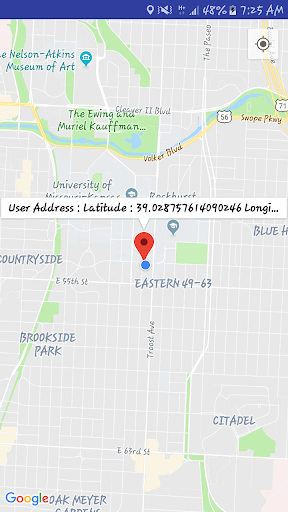 48% 7:25 AM
The Paseo
e Nelson-Atkins
Museum of Art
Cleaver II Blvd
The Ewing and
Muriel Kauffman...
56
71
Swope Pkwy
Volker Blvd
University of
Rockhurst
User Address : Latitude : 39.028757614090246 Longi...
BLUE H
COUNTRYSIDE
E 55th St
EASTERN 49-63
BROOKSIDE
PARK
Troost Ave
CITADEL
E 63rd St
Google
OAK MEYER
GARDENS